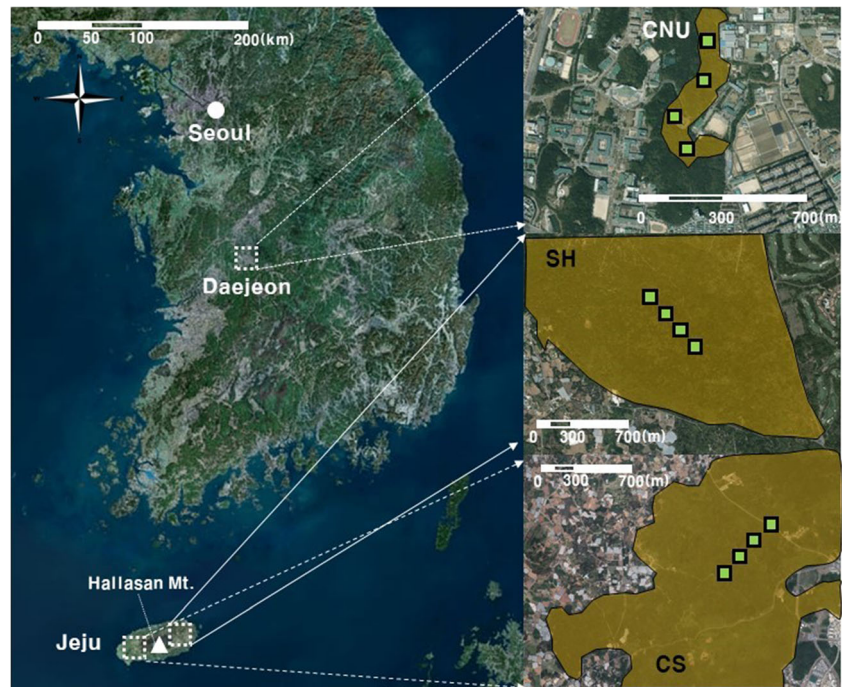 0 50 100 200(km)
Seoul
Daejeon
Hallasan Mt.
Jeju
CNU
0 300 700(m)
SH
0 300 700(m)
0 300 700(m)
CS